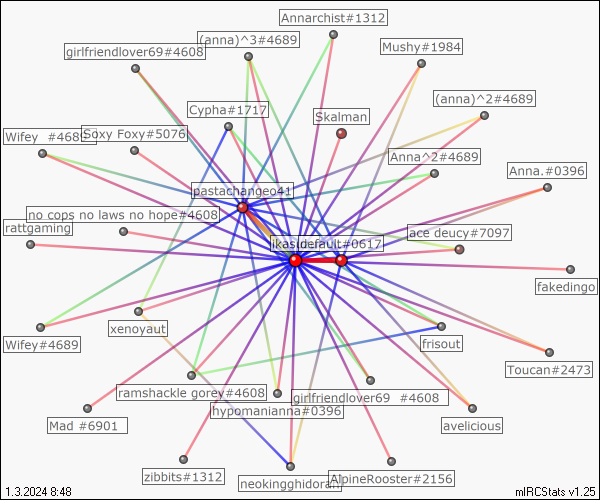 Annarchist#1312
(anna)^3#4689
girlfriendlover69#4608
Mushy#1984
(anna)^2#4689
Cypha#1717
Skalman
Wifey #4689
Soxy Foxy#5076
Anna^2#4689
Anna.#0396
pastachangeo41
no cops no laws no hope#4608
rattgaming
ace deucy#7097
default#0617
fakedingo
xenoyaut
Wifey#4689
frisout
Toucan#2473
ramshackle gorey#4608
girlfriendlover69 #4608
hypomanianna#0396
Mad #6901
avelicious
zibbits#1312
neokingghidorah
AlpineRooster#2156
1.3.2024 8:48
mIRCStats v1.25